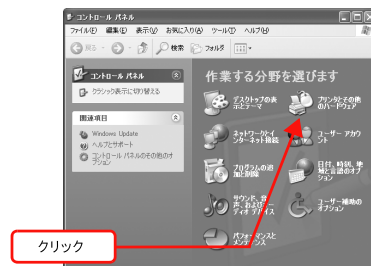 コントロール パネル
ファイル(F) 編集(E) 表示(V) お気に入り(A) ツール(T) ヘルプ(H)
戻る 検索 フォルダ
コントロール パネル
クラシック表示に切り替える
関連項目
Windows Update
ヘルプとサポート
コントロール パネルのその他のオプション
作業する分野を選びます
デスクトップの表示とテーマ
プリンタとその他のハードウェア
ネットワークとインターネット接続
ユーザー アカウント
プログラムの追加と削除
日付、時刻、地域と言語のオプション
サウンド、音声、およびオーディオ デバイス
ユーザー補助のオプション
パフォーマンスとメンテナンス
クリック